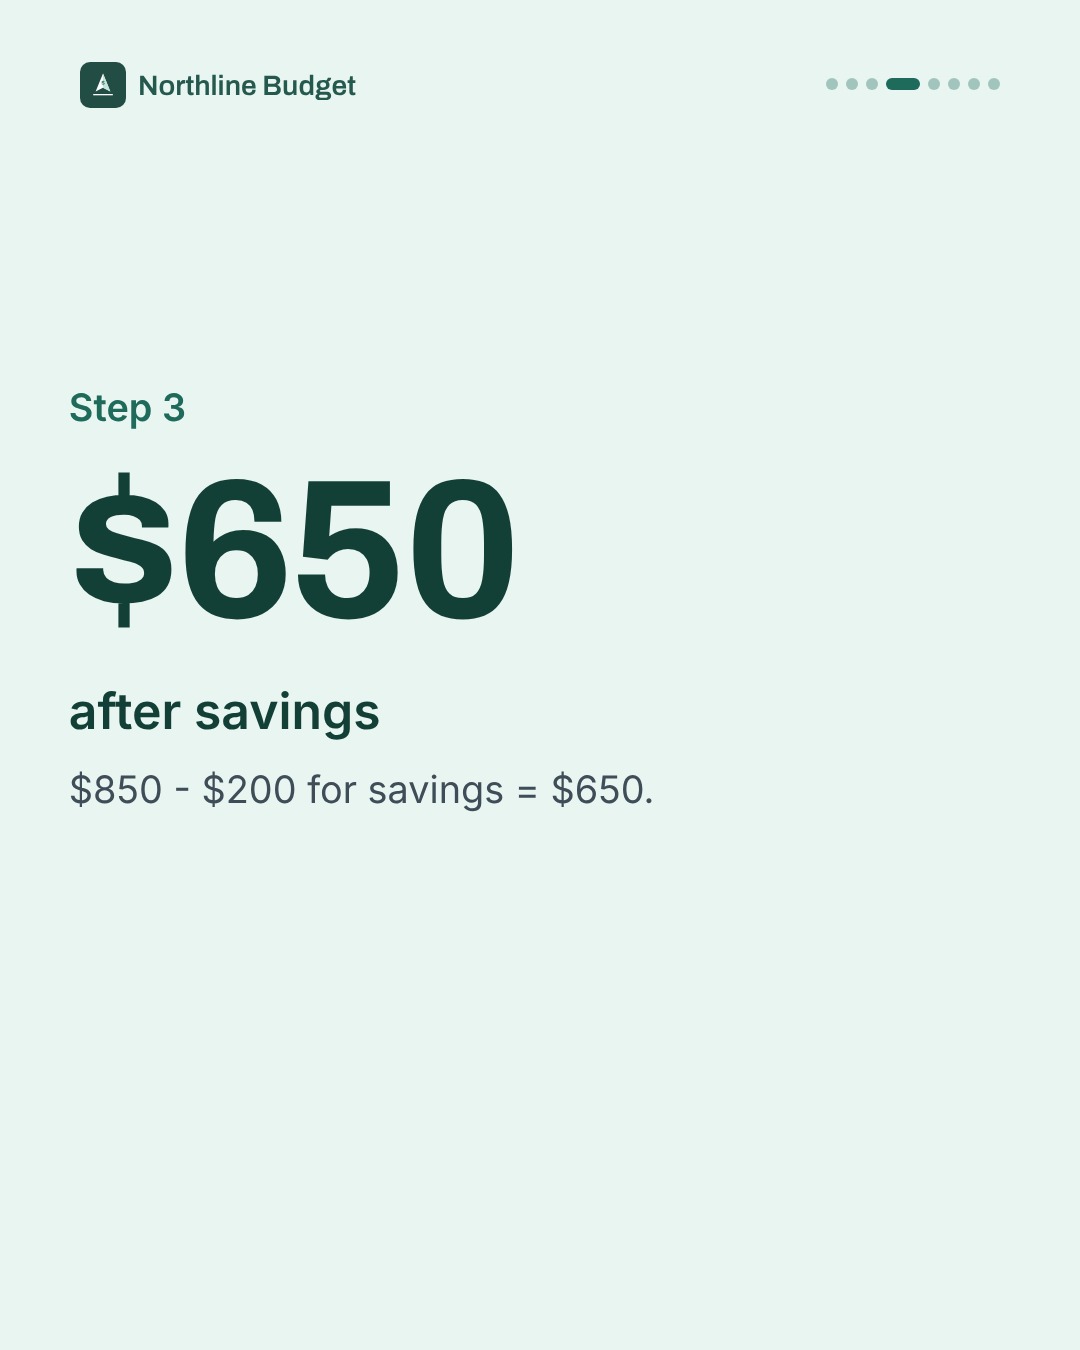 Northline Budget
Step 3
$650
after savings
$850 - $200 for savings = $650.